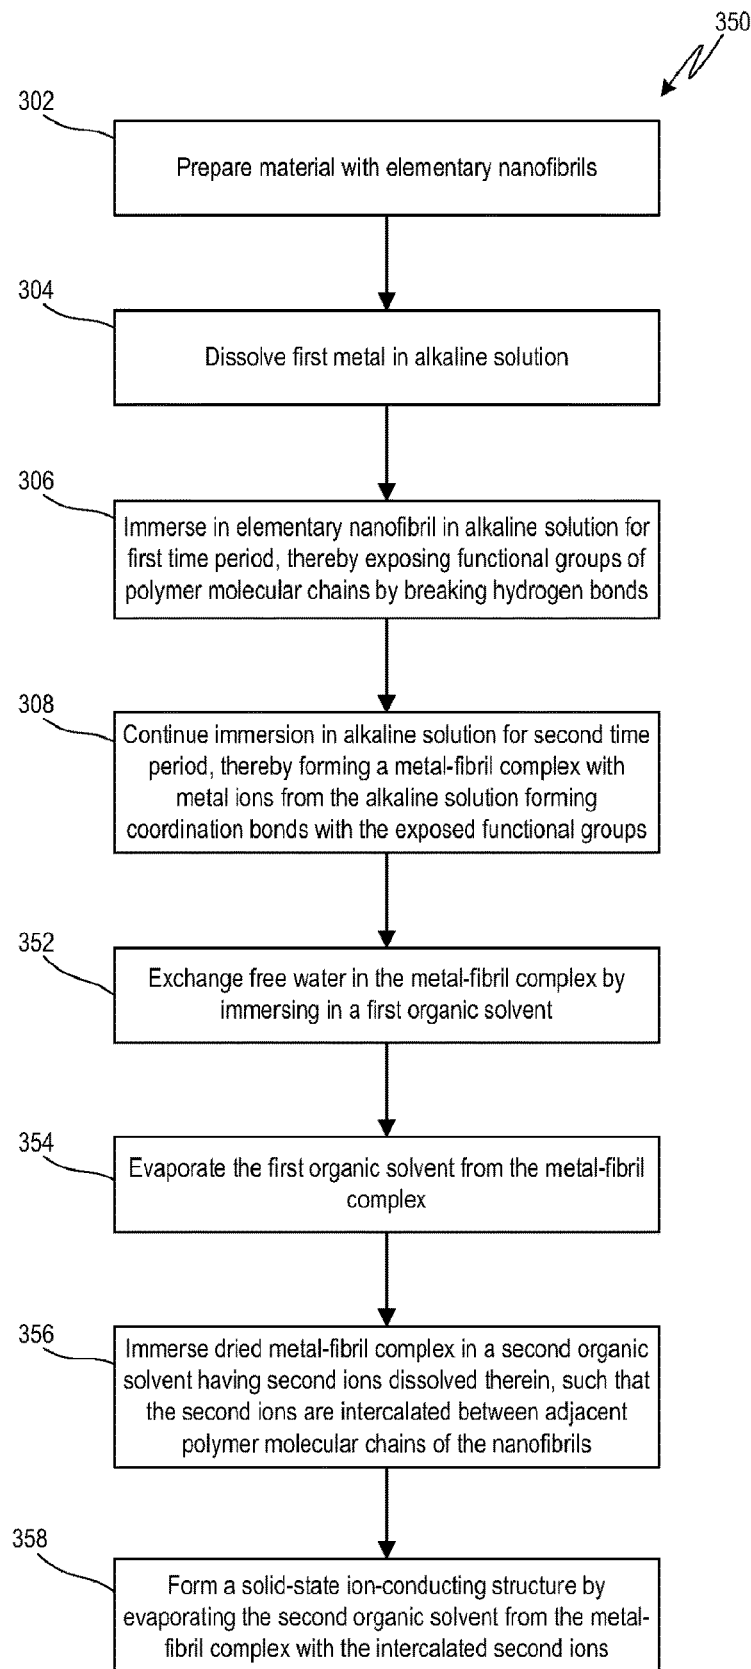 350
302
Prepare material with elementary nanofibrils
304
Dissolve first metal in alkaline solution
306
Immerse in elementary nanofibril in alkaline solution for
first time period, thereby exposing functional groups of
polymer molecular chains by breaking hydrogen bonds
308
Continue immersion in alkaline solution for second time
period, thereby forming a metal-fibril complex with
metal ions from the alkaline solution forming
coordination bonds with the exposed functional groups
352
Exchange free water in the metal-fibril complex by
immersing in a first organic solvent
354
Evaporate the first organic solvent from the metal-fibril
complex
356
Immerse dried metal-fibril complex in a second organic
solvent having second ions dissolved therein, such that
the second ions are intercalated between adjacent
polymer molecular chains of the nanofibrils
358
Form a solid-state ion-conducting structure by
evaporating the second organic solvent from the metal-
fibril complex with the intercalated second ions